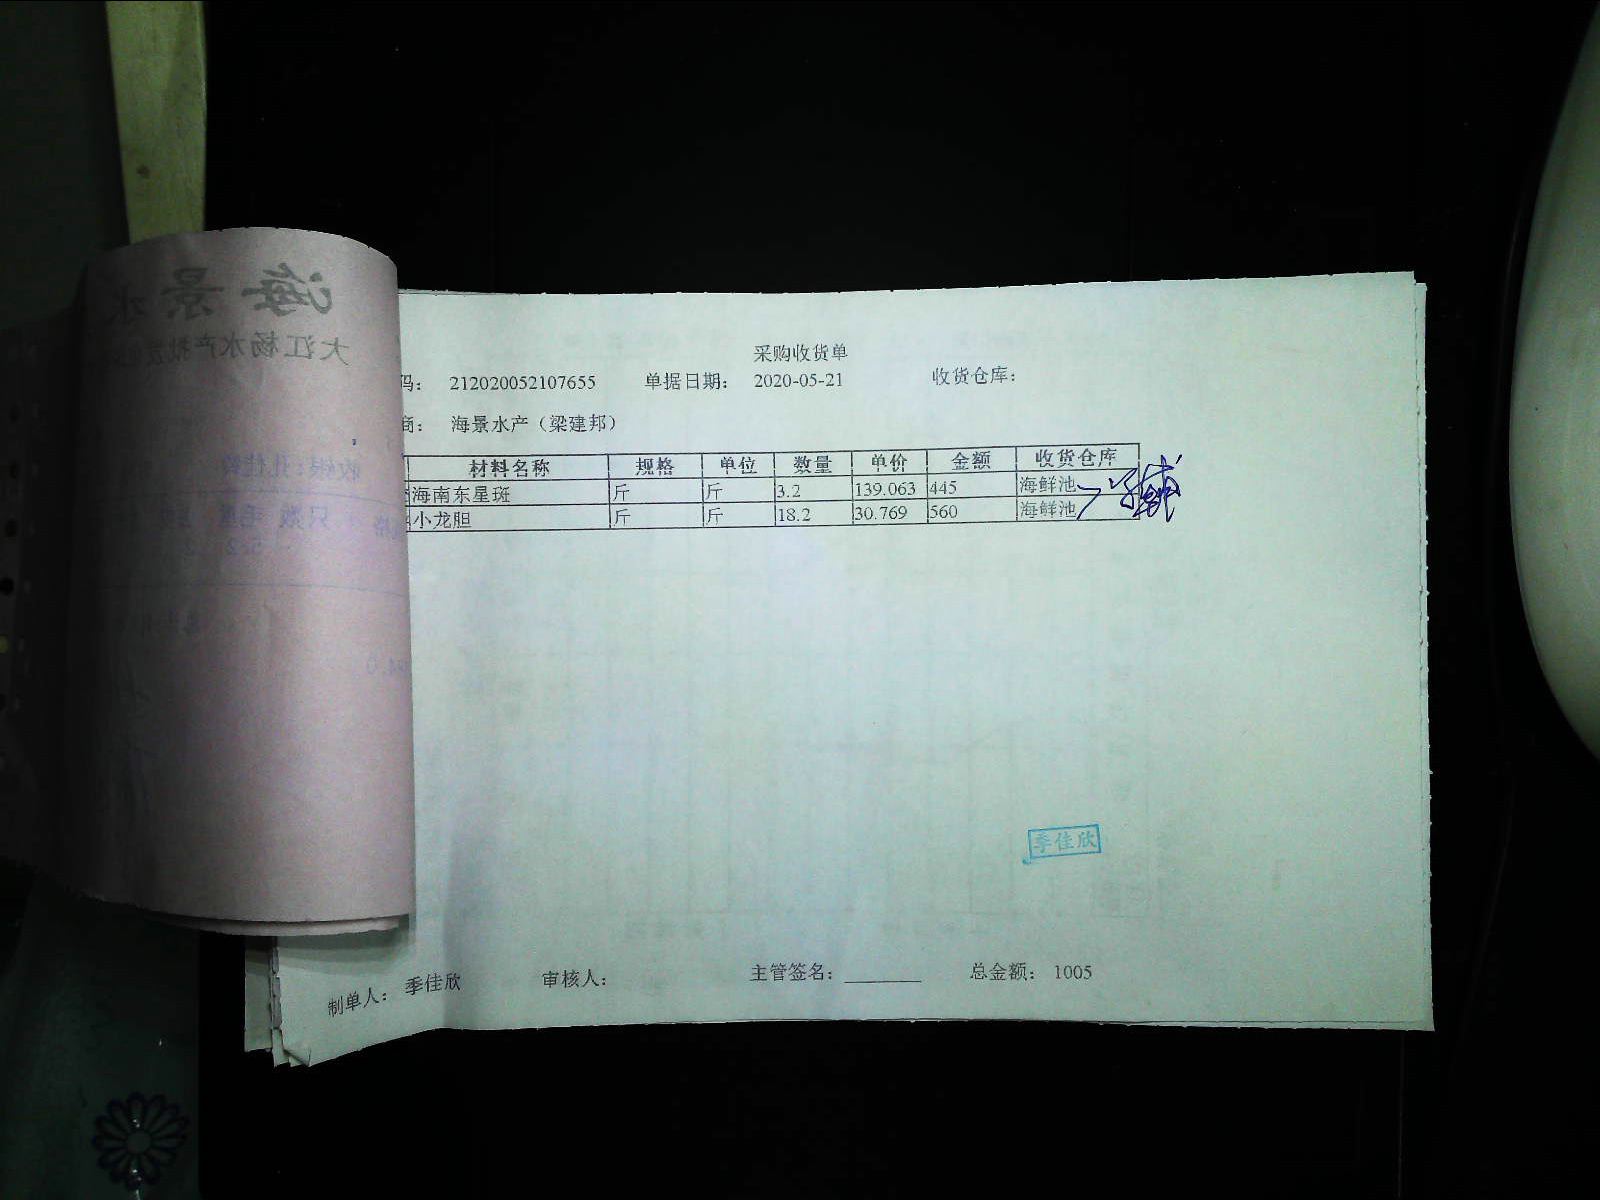 采购收货单
码： 212020052107655 单据日期： 2020-05-21 收货仓库：
商： 海景水产（梁建邦）
材料名称 规格 单位 数量 单价 金额 收货仓库
海南东星斑 斤 斤 3.2 139.063 445 海鲜池
小龙胆 斤 斤 18.2 30.769 560 海鲜池
季佳欣
制单人： 季佳欣 审核人： 主管签名： 总金额： 1005
海景水
大江杨水产批发